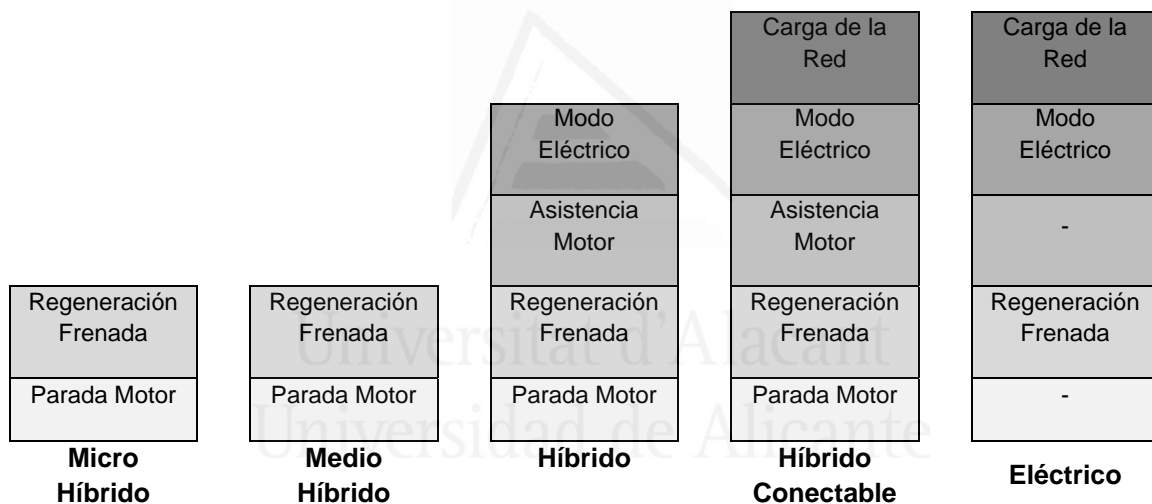 Carga de la
Red
Carga de la
Red
Modo
Eléctrico
Modo
Eléctrico
Modo
Eléctrico
Asistencia
Motor
Asistencia
Motor
-
Regeneración
Frenada
Regeneración
Frenada
Regeneración
Frenada
Regeneración
Frenada
Regeneración
Frenada
Parada Motor
Parada Motor
Parada Motor
Parada Motor
-
Micro
Híbrido
Medio
Híbrido
Híbrido
Híbrido
Conectable
Eléctrico
Universitat d'Alacant
Universidad de Alicante